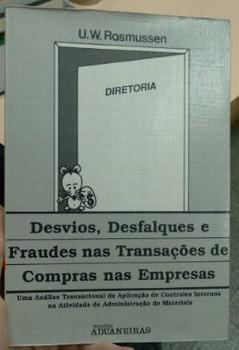 U.W. Rasmussen
DIRETORIA
$
Desvios, Desfalques e
Fraudes nas Transações de
Compras nas Empresas
Uma Análise Transacional da Aplicação de Controles Internos
na Atividade de Administração de Materiais
edições
ADUANEIRAS